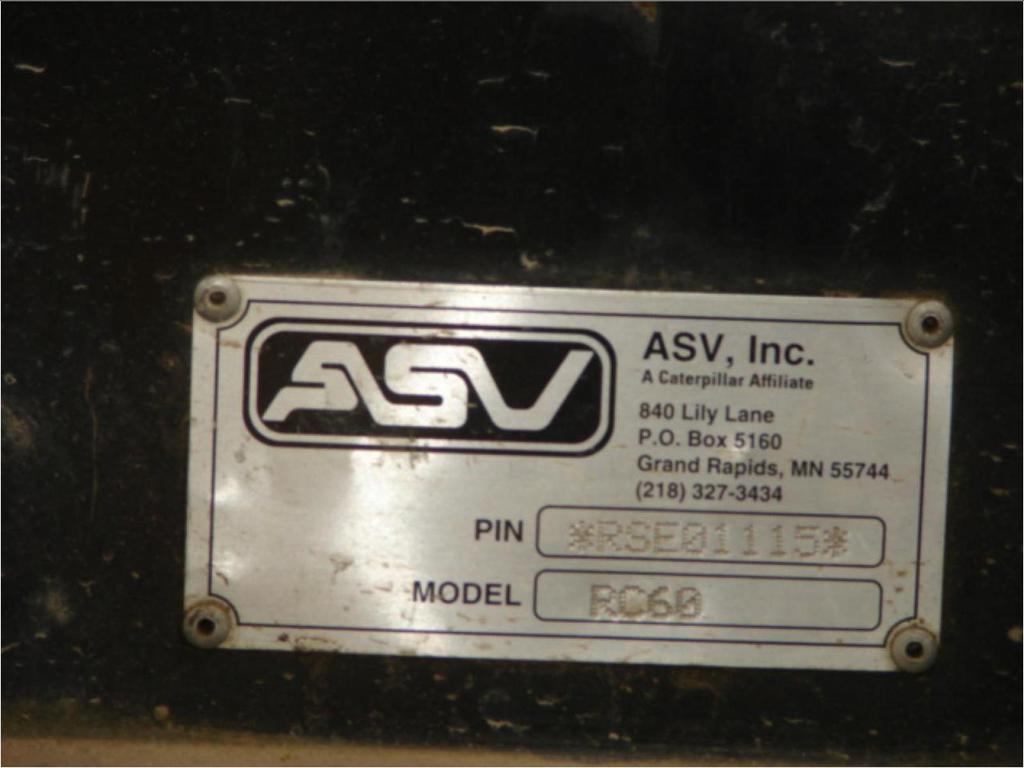 ASV
ASV, Inc.
A Caterpillar Affiliate
840 Lily Lane
P.O. Box 5160
Grand Rapids, MN 55744
(218) 327-3434
PIN *RSE01115*
MODEL RC60